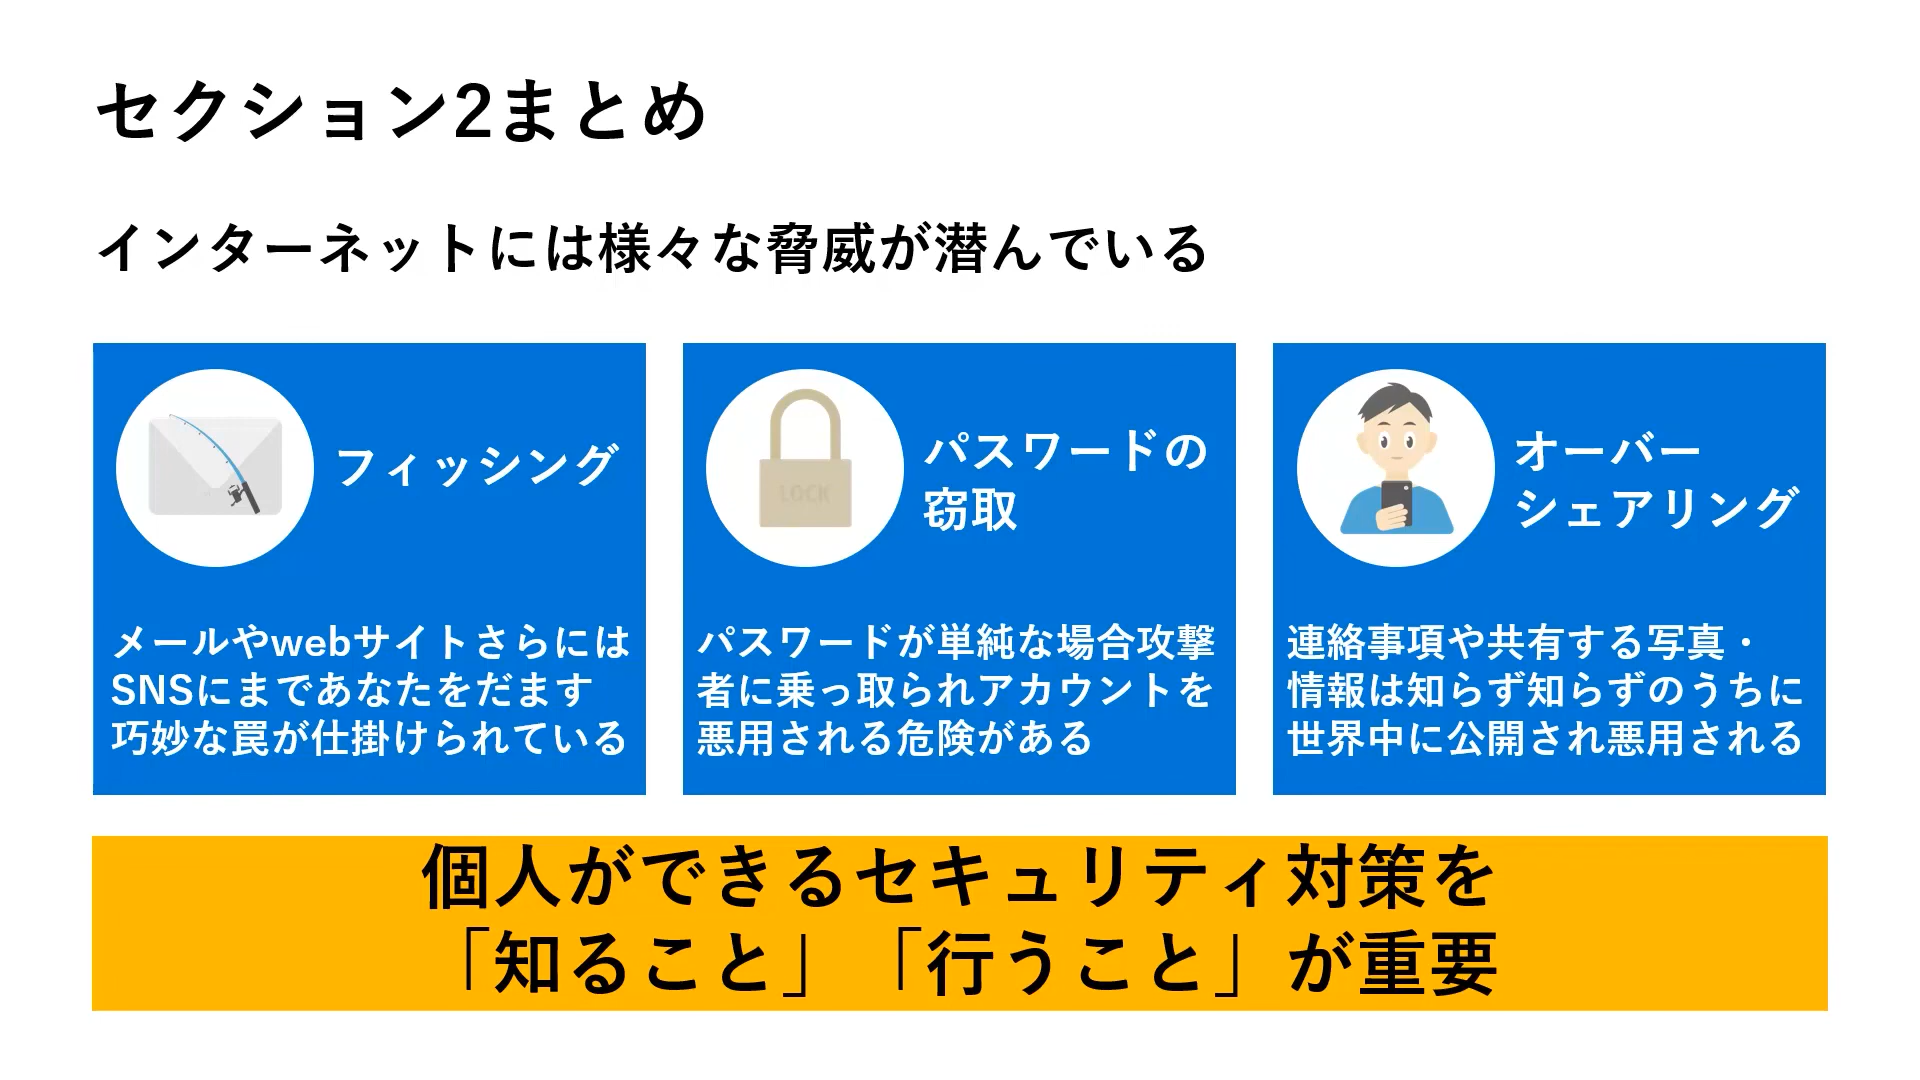 セクション2まとめ
インターネットには様々な脅威が潜んでいる
フィッシング
メールやwebサイトさらには
SNSにまであなたをだます
巧妙な罠が仕掛けられている
LOCK
パスワードの
窃取
パスワードが単純な場合攻撃
者に乗っ取られアカウントを
悪用される危険がある
オーバー
シェアリング
連絡事項や共有する写真・
情報は知らず知らずのうちに
世界中に公開され悪用される
個人ができるセキュリティ対策を
「知ること」「行うこと」が重要